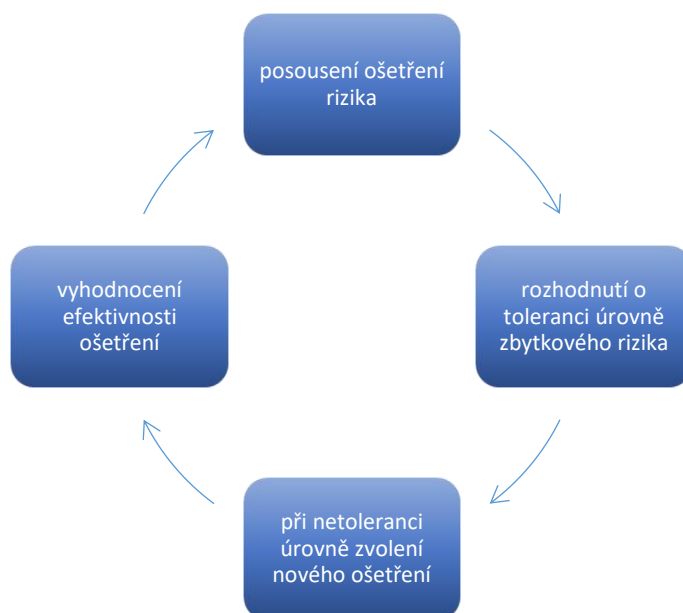 posousení ošetření
rizika
rozhodnutí o
toleranci úrovně
zbytkového rizika
při netoleranci
úrovně zvolení
nového ošetření
vyhodnocení
efektivnosti
ošetření